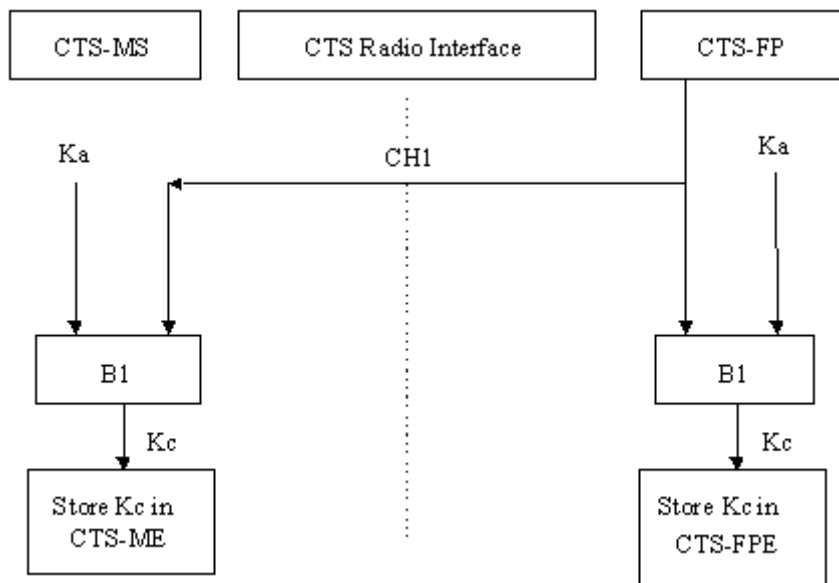 CTS-MS
CTS Radio Interface
CTS-FP
Ka
CH1
Ka
B1
B1
Kc
Kc
Store Kc in
CTS-ME
Store Kc in
CTS-FPE